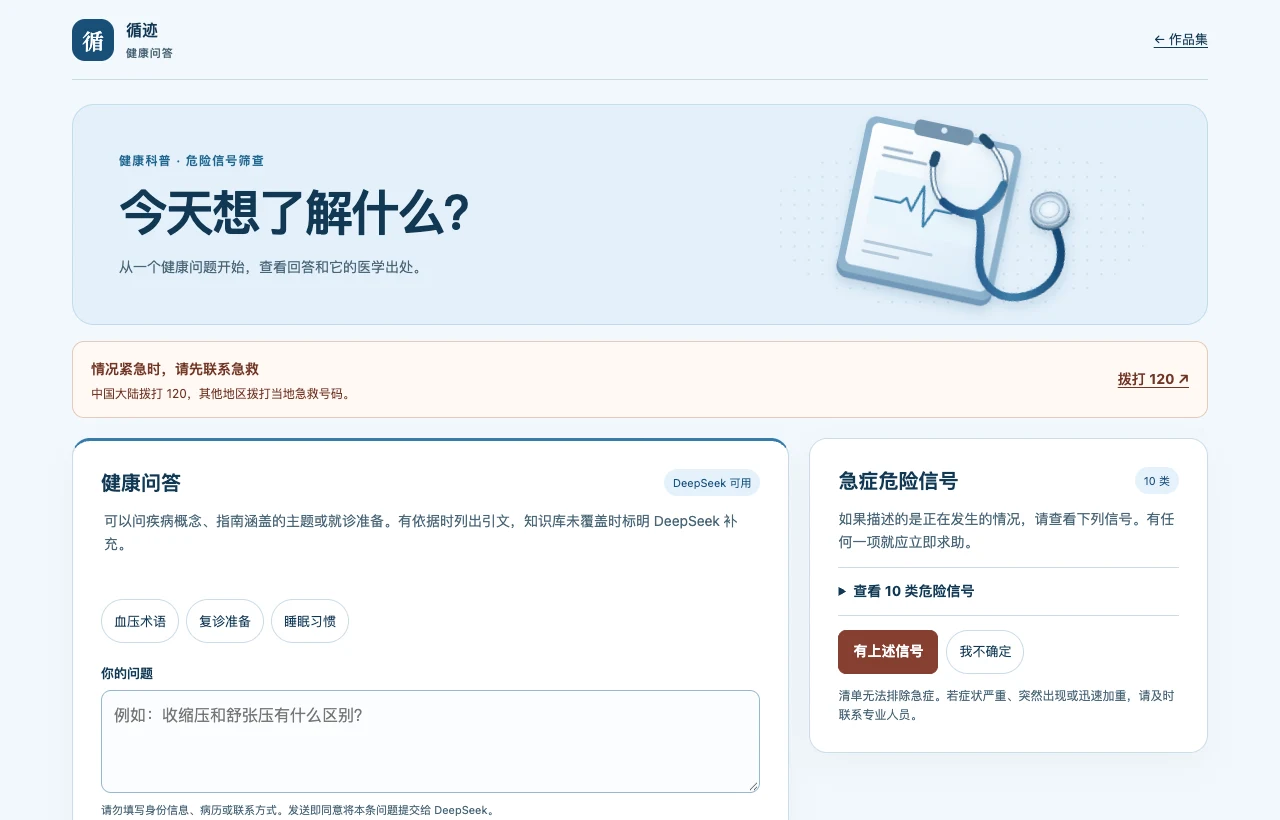 循
循迹
健康问答
← 作品集
健康科普 · 危险信号筛查
今天想了解什么?
从一个健康问题开始，查看回答和它的医学出处。
情况紧急时，请先联系急救
中国大陆拨打 120，其他地区拨打当地急救号码。
拨打 120 ↗
健康问答
DeepSeek 可用
可以问疾病概念、指南涵盖的主题或就诊准备。有依据时列出引文，知识库未覆盖时标明 DeepSeek 补
充。
血压术语
复诊准备
睡眠习惯
你的问题
例如：收缩压和舒张压有什么区别?
请勿填写身份信息、病历或联系方式。发送即同意将本条问题提交给 DeepSeek。
急症危险信号
10 类
如果描述的是正在发生的情况，请查看下列信号。有任
何一项就应立即求助。
▶ 查看 10 类危险信号
有上述信号
我不确定
清单无法排除急症。若症状严重、突然出现或迅速加重，请及时
联系专业人员。